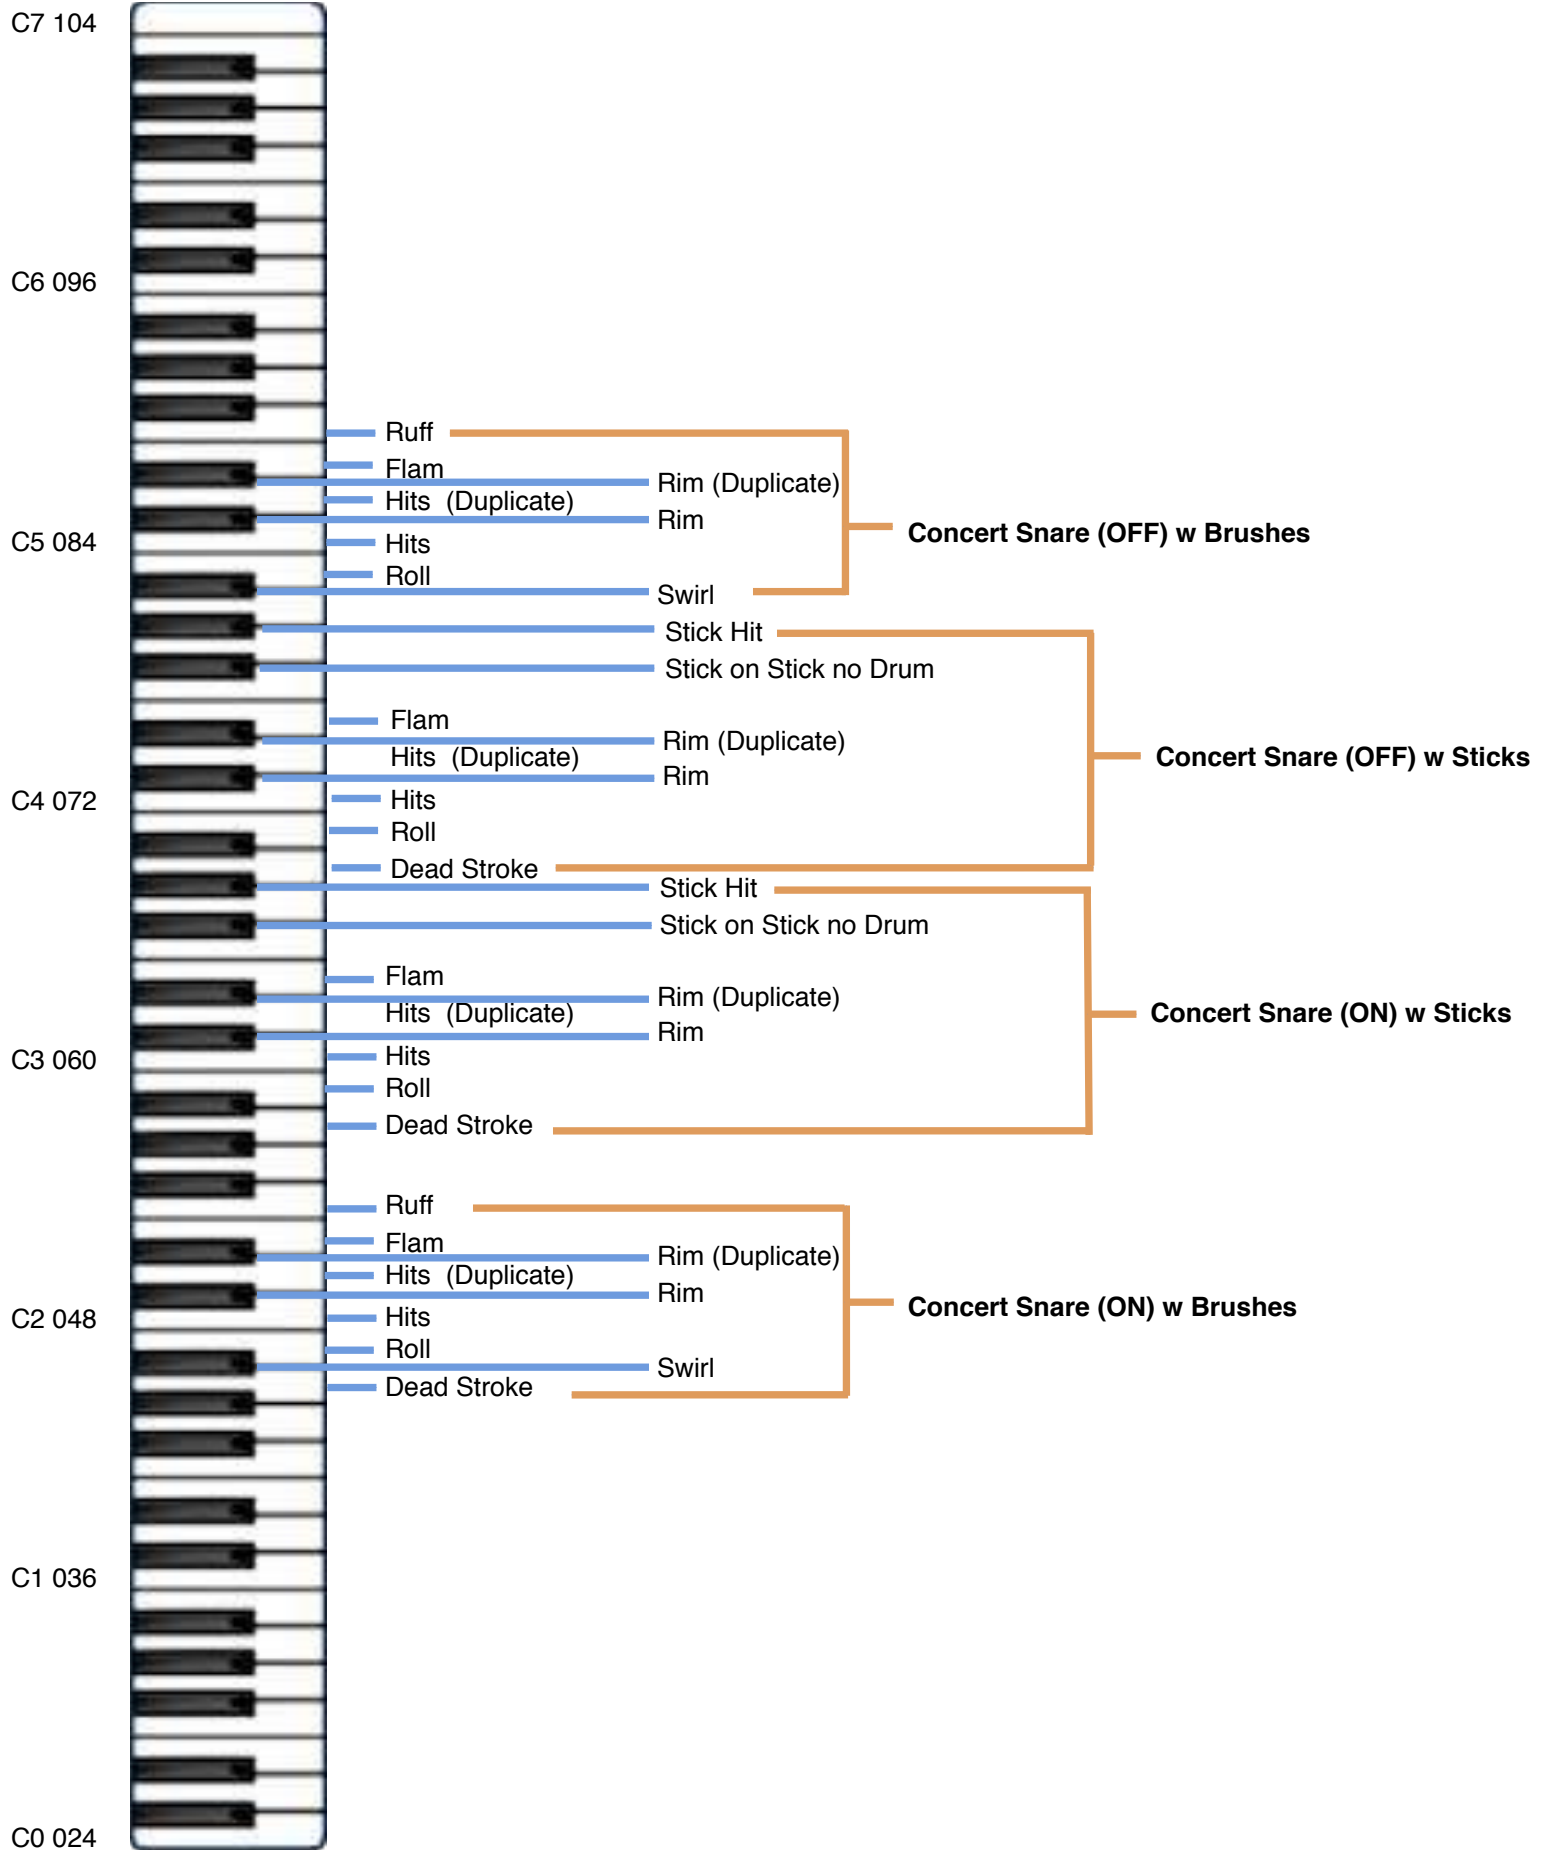 C7 104
C6 096
Ruff
Flam
Rim (Duplicate)
Hits (Duplicate)
Rim
Concert Snare (OFF) w Brushes
C5 084
Hits
Roll
Swirl
Stick Hit
Stick on Stick no Drum
Flam
Rim (Duplicate)
Hits (Duplicate)
Concert Snare (OFF) w Sticks
Rim
C4 072
Hits
Roll
Dead Stroke
Stick Hit
Stick on Stick no Drum
Flam
Rim (Duplicate)
Hits (Duplicate)
Concert Snare (ON) w Sticks
Rim
C3 060
Hits
Roll
Dead Stroke
Ruff
Flam
Rim (Duplicate)
Hits (Duplicate)
Rim
Concert Snare (ON) w Brushes
C2 048
Hits
Roll
Swirl
Dead Stroke
C1 036
C0 024